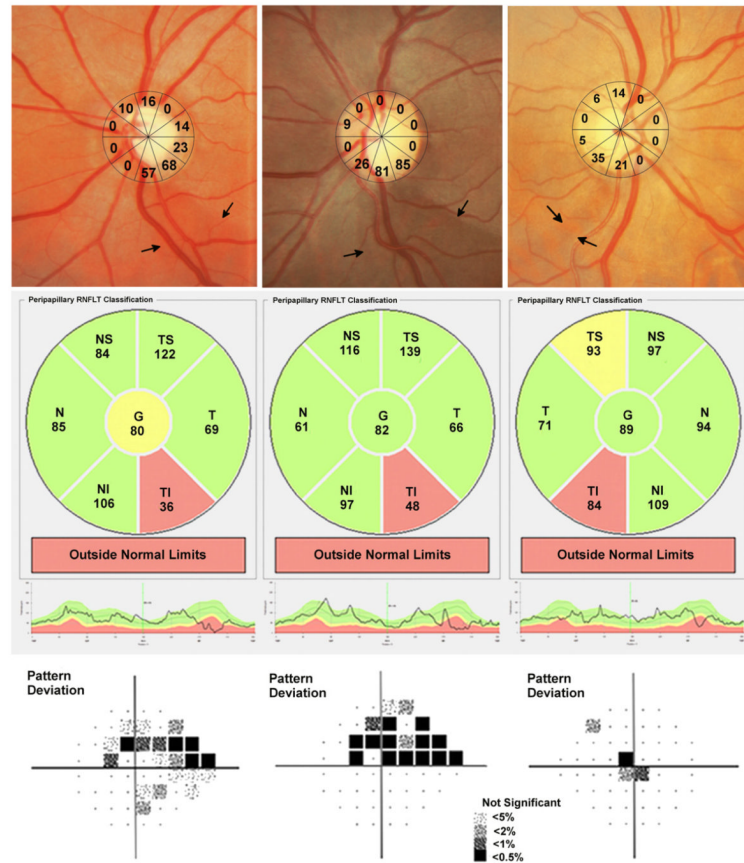 10 16 0
0 14
0 23
0 57 68
0 0 0
9 0
0 0
26 81 85
6 14 0
0 0
5 0
35 21 0
Peripapillary RNFLT Classification
NS 84
TS 122
N 85
G 80
T 69
NI 106
TI 36
Outside Normal Limits
Peripapillary RNFLT Classification
NS 116
TS 139
N 61
G 82
T 66
NI 97
TI 48
Outside Normal Limits
Peripapillary RNFLT Classification
TS 93
NS 97
T 71
G 89
N 94
TI 84
NI 109
Outside Normal Limits
Pattern
Deviation
Pattern
Deviation
Pattern
Deviation
Not Significant
<5%
<2%
<1%
<0.5%